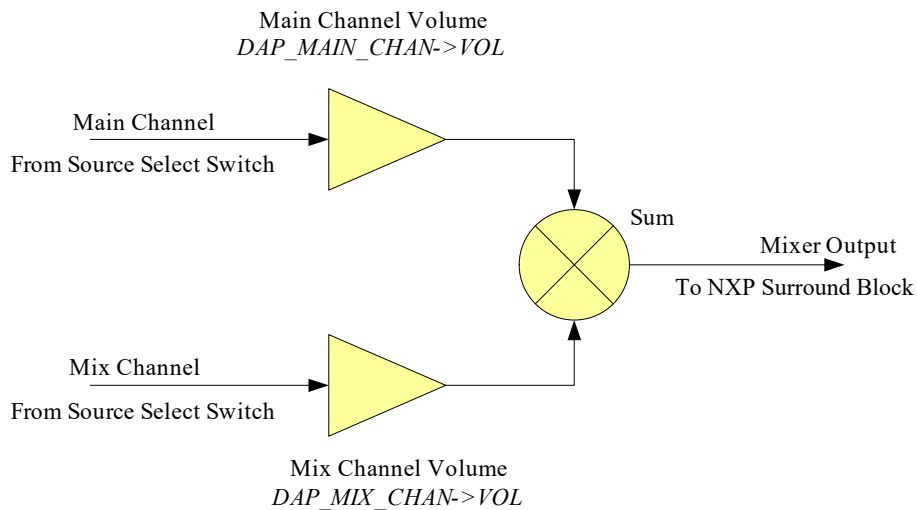 Main Channel Volume
DAP_MAIN_CHAN->VOL
Main Channel
From Source Select Switch
Sum
Mixer Output
To NXP Surround Block
Mix Channel
From Source Select Switch
Mix Channel Volume
DAP_MIX_CHAN->VOL